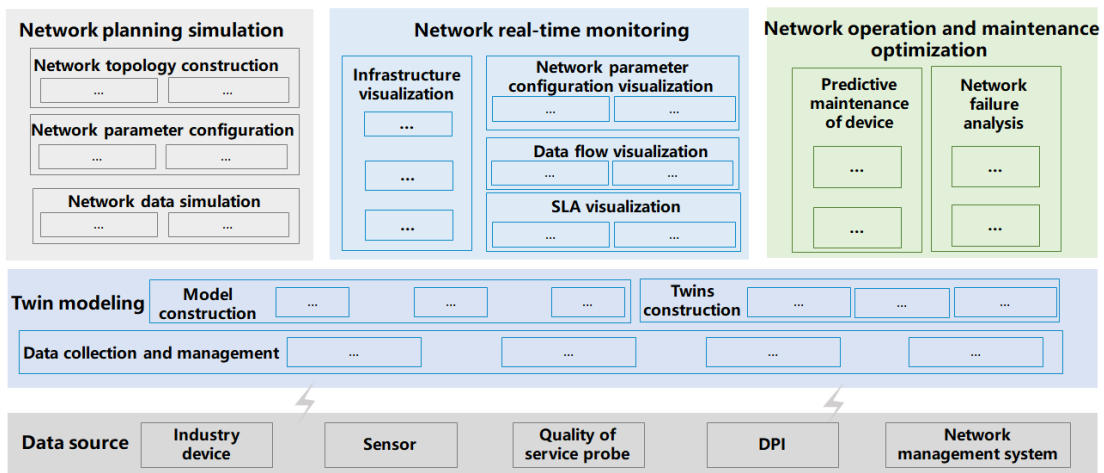 Network planning simulation
Network topology construction
... ...
Network parameter configuration
... ...
Network data simulation
... ...
Network real-time monitoring
Infrastructure
visualization
...
...
...
Network parameter
configuration visualization
... ...
Data flow visualization
... ...
SLA visualization
... ...
Network operation and maintenance
optimization
Predictive
maintenance
of device
...
...
Network
failure
analysis
...
...
Twin modeling
Model
construction
... ... ...
Twins
construction
... ... ...
Data collection and management
... ... ... ...
Data source
Industry
device
Sensor
Quality of
service probe
DPI
Network
management system